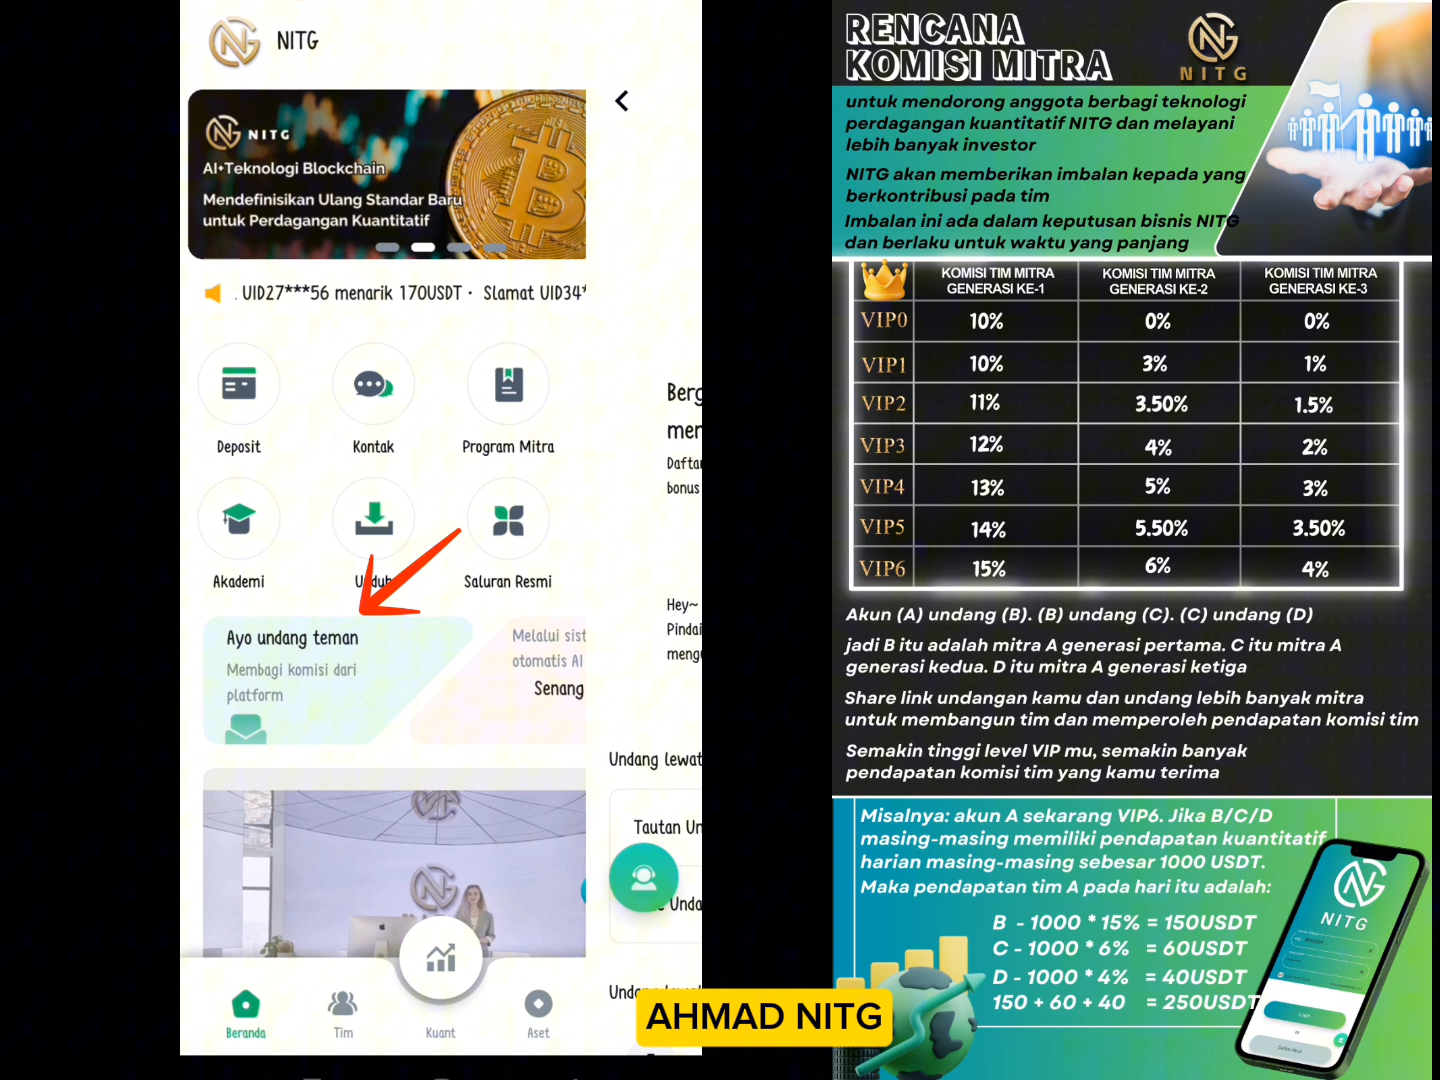 NITG
NITG
AI+Teknologi Blockchain
Mendefinisikan Ulang Standar Baru
untuk Perdagangan Kuantitatif
. UID27***56 menarik 170USDT · Slamat UID34*
Deposit
Kontak
Program Mitra
Akademi
Saluran Resmi
Ayo undang teman
Membagi komisi dari
platform
Melalui sist
otomatis AI
Senang
Beranda
Tim
Kuant
Aset
Berg
mer
Daftar
bonus
Hey~
Pindai
mengu
Undang lewat
Tautan Un
Unda
AHMAD NITG
RENCANA
KOMISI MITRA
NITG
untuk mendorong anggota berbagi teknologi
perdagangan kuantitatif NITG dan melayani
lebih banyak investor
NITG akan memberikan imbalan kepada yang
berkontribusi pada tim
Imbalan ini ada dalam keputusan bisnis NITG
dan berlaku untuk waktu yang panjang
KOMISI TIM MITRA GENERASI KE-1 KOMISI TIM MITRA GENERASI KE-2 KOMISI TIM MITRA GENERASI KE-3
VIP0 10% 0% 0%
VIP1 10% 3% 1%
VIP2 11% 3.50% 1.5%
VIP3 12% 4% 2%
VIP4 13% 5% 3%
VIP5 14% 5.50% 3.50%
VIP6 15% 6% 4%
Akun (A) undang (B). (B) undang (C). (C) undang (D)
jadi B itu adalah mitra A generasi pertama. C itu mitra A
generasi kedua. D itu mitra A generasi ketiga
Share link undangan kamu dan undang lebih banyak mitra
untuk membangun tim dan memperoleh pendapatan komisi tim
Semakin tinggi level VIP mu, semakin banyak
pendapatan komisi tim yang kamu terima
Misalnya: akun A sekarang VIP6. Jika B/C/D
masing-masing memiliki pendapatan kuantitatif
harian masing-masing sebesar 1000 USDT.
Maka pendapatan tim A pada hari itu adalah:
B - 1000 * 15% = 150USDT
C - 1000 * 6% = 60USDT
D - 1000 * 4% = 40USDT
150 + 60 + 40 = 250USDT
NITG
Login